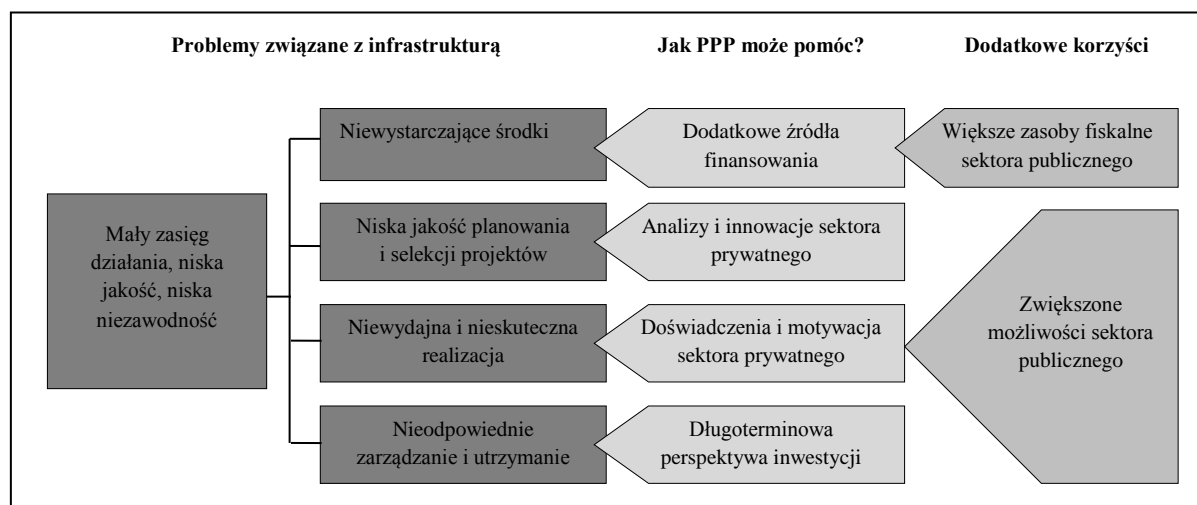 Problemy związane z infrastrukturą
Jak PPP może pomóc?
Dodatkowe korzyści
Mały zasięg
działania, niska
jakość, niska
niezawodność
Niewystarczające środki
Dodatkowe źródła
finansowania
Większe zasoby fiskalne
sektora publicznego
Niska jakość planowania
i selekcji projektów
Analizy i innowacje sektora
prywatnego
Niewydajna i nieskuteczna
realizacja
Doświadczenia i motywacja
sektora prywatnego
Zwiększone
możliwości sektora
publicznego
Nieodpowiednie
zarządzanie i utrzymanie
Długoterminowa
perspektywa inwestycji